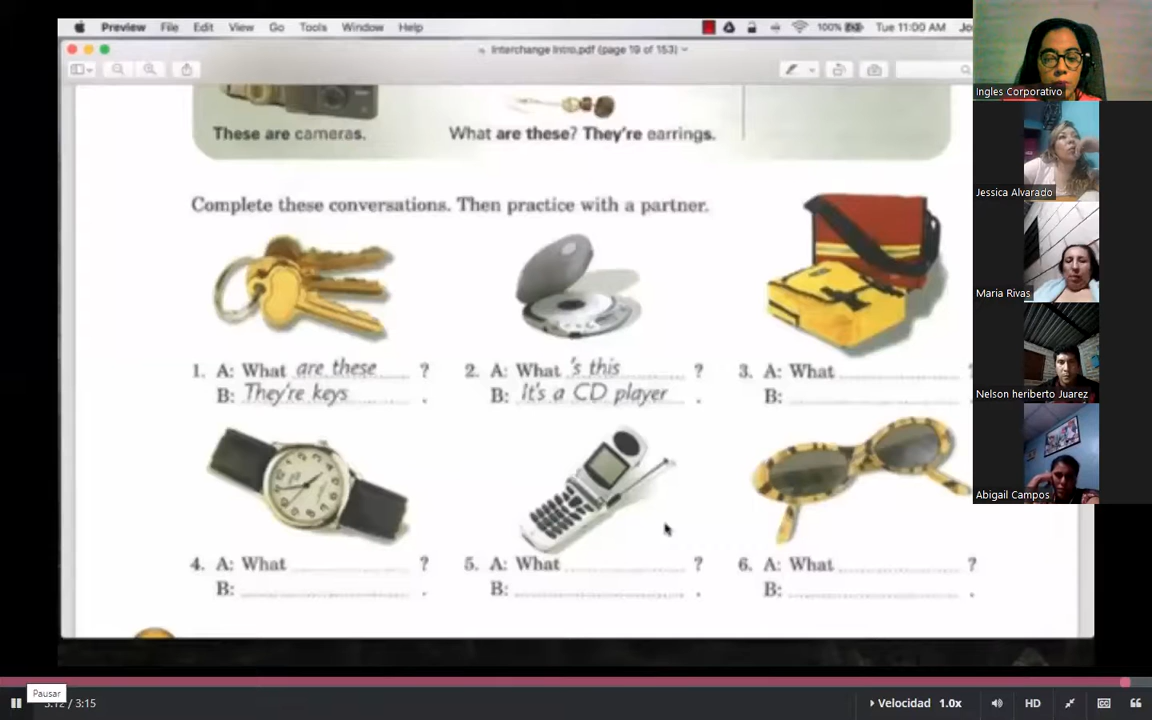 Preview File Edit View Go Tools Window Help 100% Tue 11:00 AM
Interchange Intro.pdf (page 19 of 153)
These are cameras. What are these? They're earrings.
Complete these conversations. Then practice with a partner.
1. A: What are these ? 2. A: What 's this ? 3. A: What
B: They're keys . B: It's a CD player . B:
4. A: What ? 5. A: What ? 6. A: What ?
B: . B: . B: .
Ingles Corporativo
Jessica Alvarado
Maria Rivas
Nelson heriberto Juarez
Abigail Campos
Pausar
/ 3:15 Velocidad 1.0x HD CC